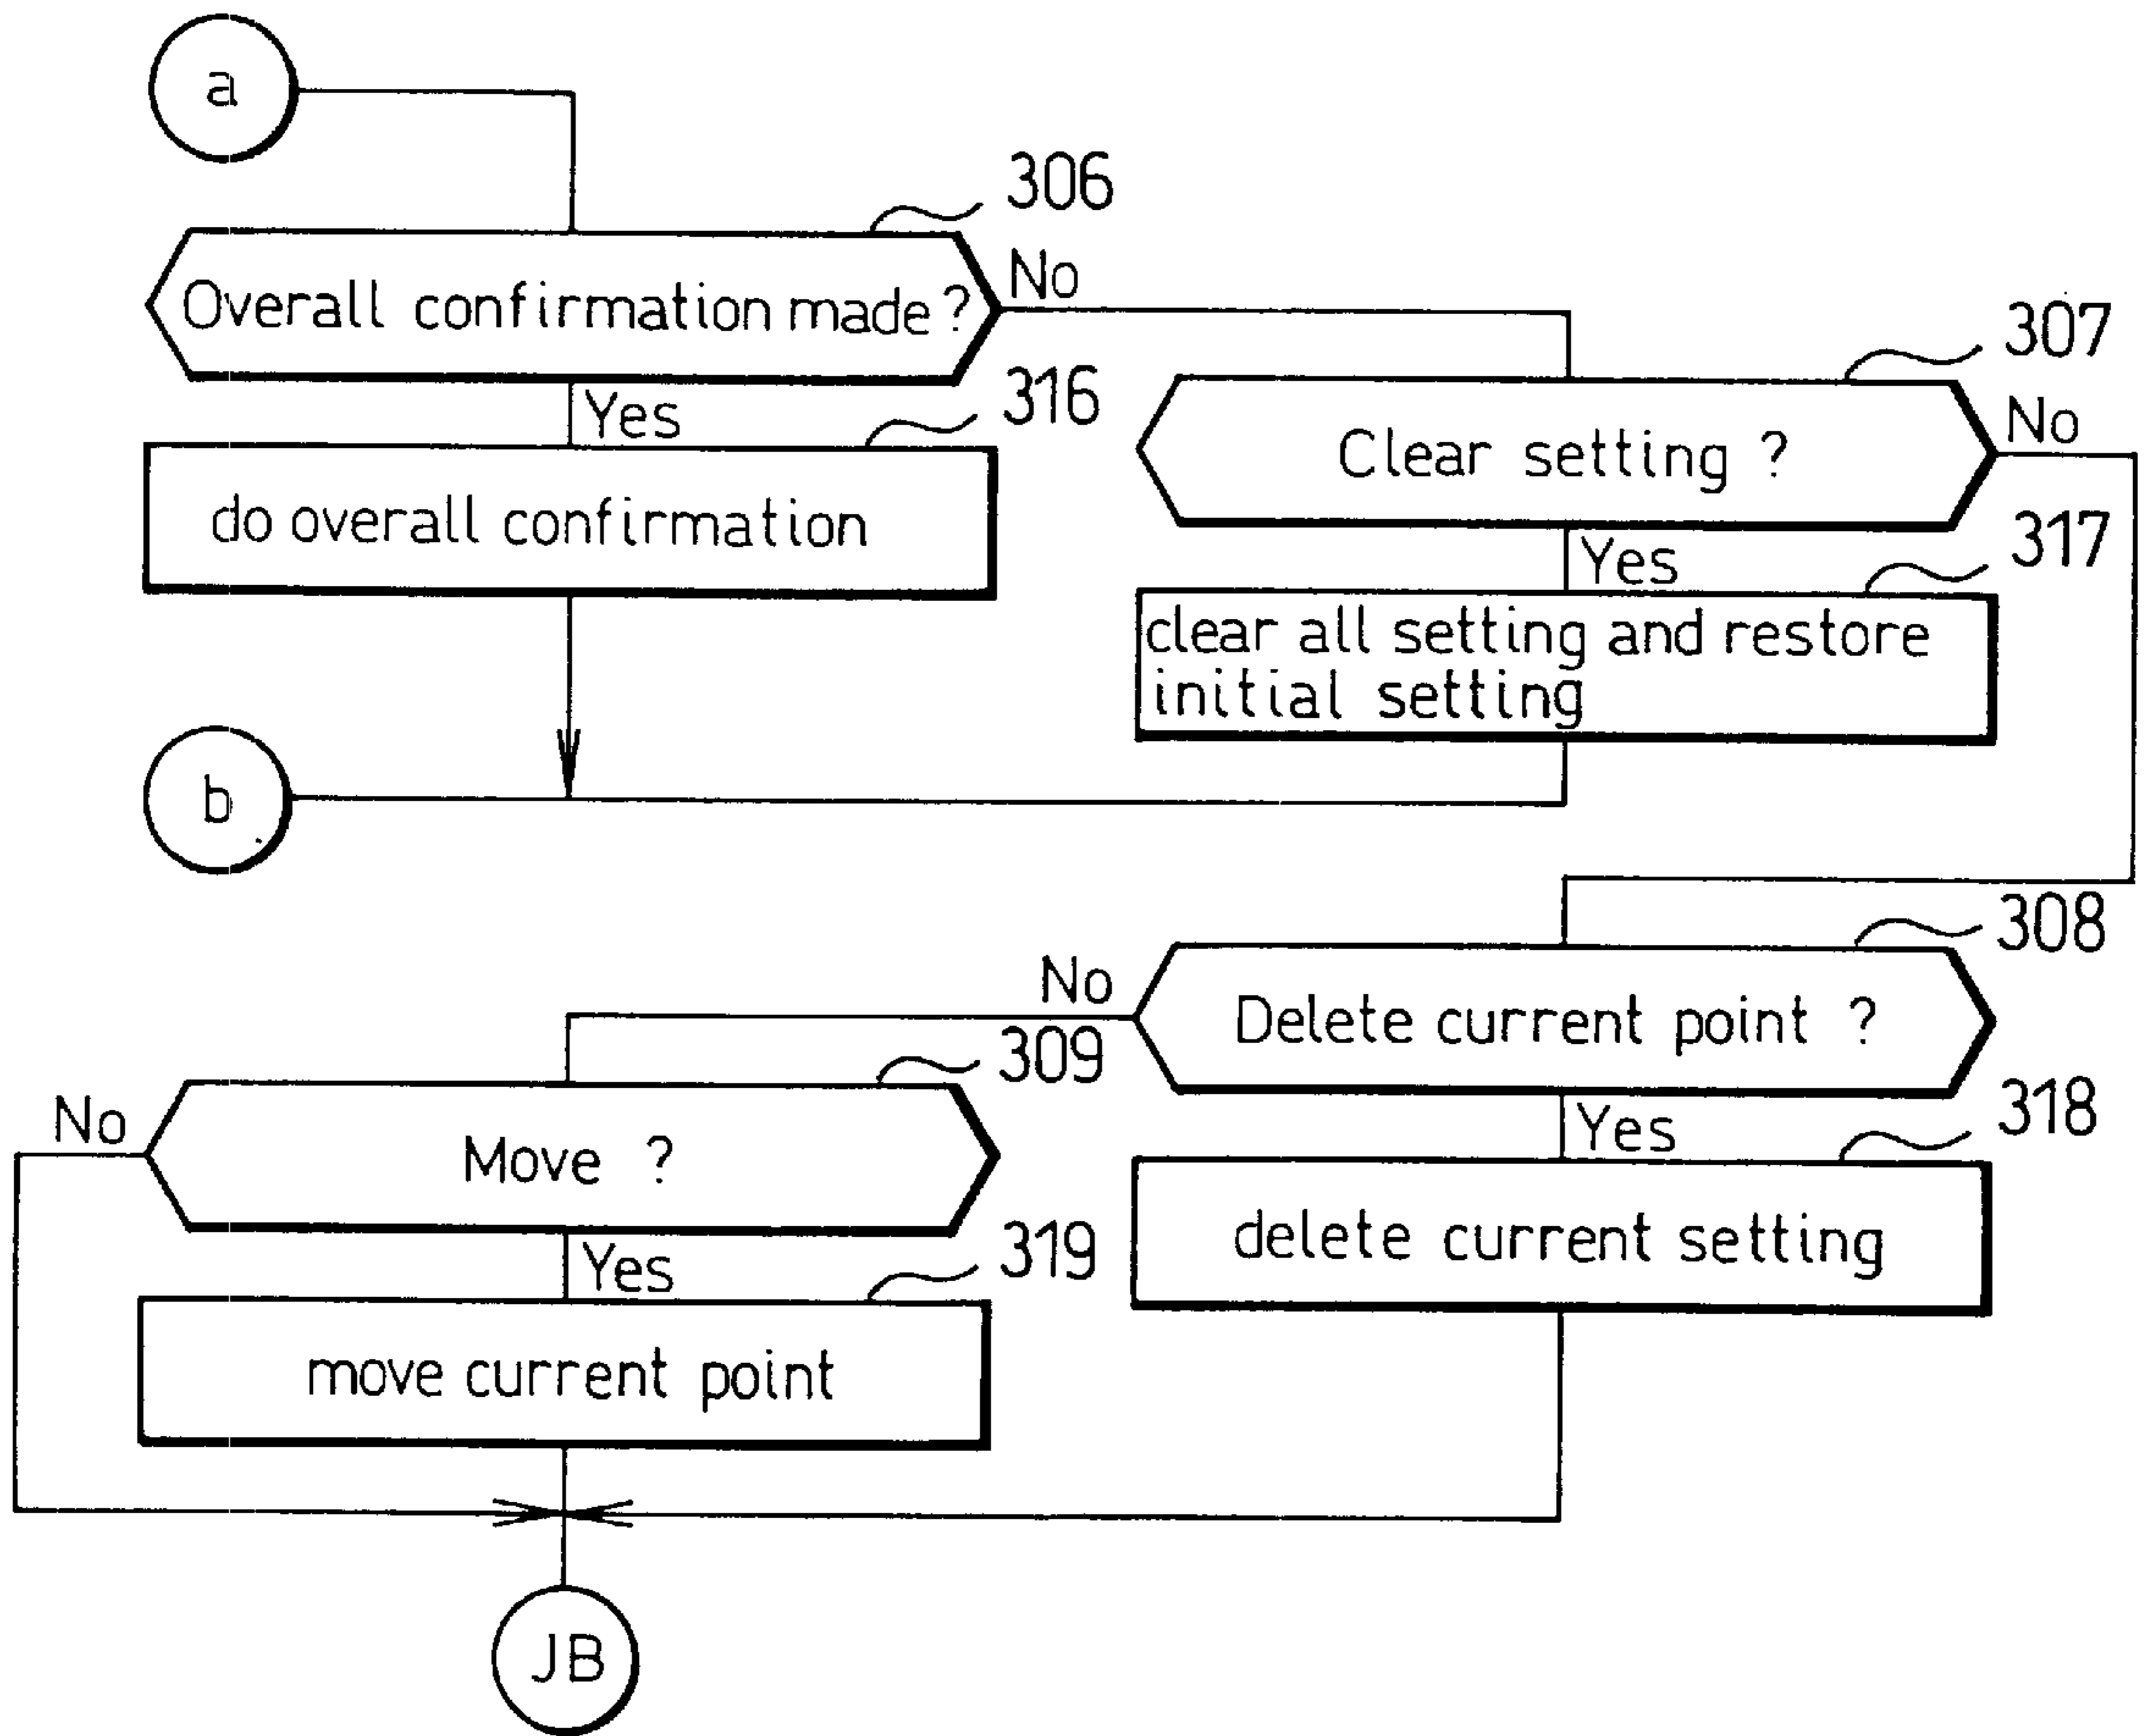 a
306
Overall confirmation made ?
No
307
316
Yes
Clear setting ?
No
do overall confirmation
317
Yes
clear all setting and restore
initial setting
b
308
No
Delete current point ?
309
No
Move ?
318
Yes
319
Yes
delete current setting
move current point
JB